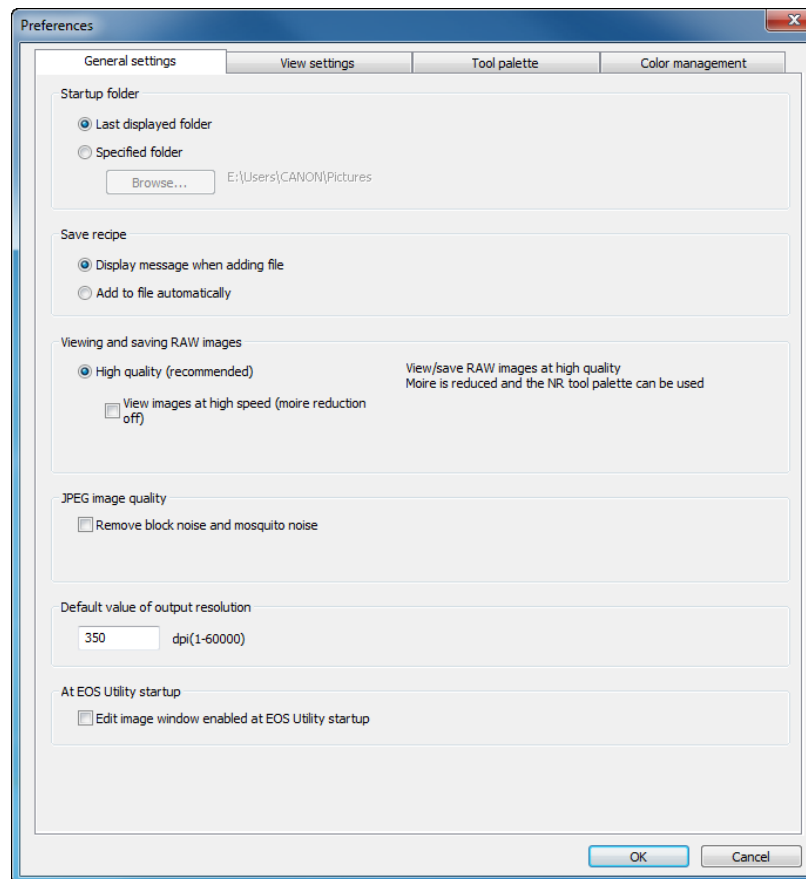 Preferences
General settings
View settings
Tool palette
Color management
Startup folder
Last displayed folder
Specified folder
Browse...
E:\Users\CANON\Pictures
Save recipe
Display message when adding file
Add to file automatically
Viewing and saving RAW images
High quality (recommended)
View/save RAW images at high quality
Moire is reduced and the NR tool palette can be used
View images at high speed (moire reduction
off)
JPEG image quality
Remove block noise and mosquito noise
Default value of output resolution
350
dpi(1-60000)
At EOS Utility startup
Edit image window enabled at EOS Utility startup
OK
Cancel